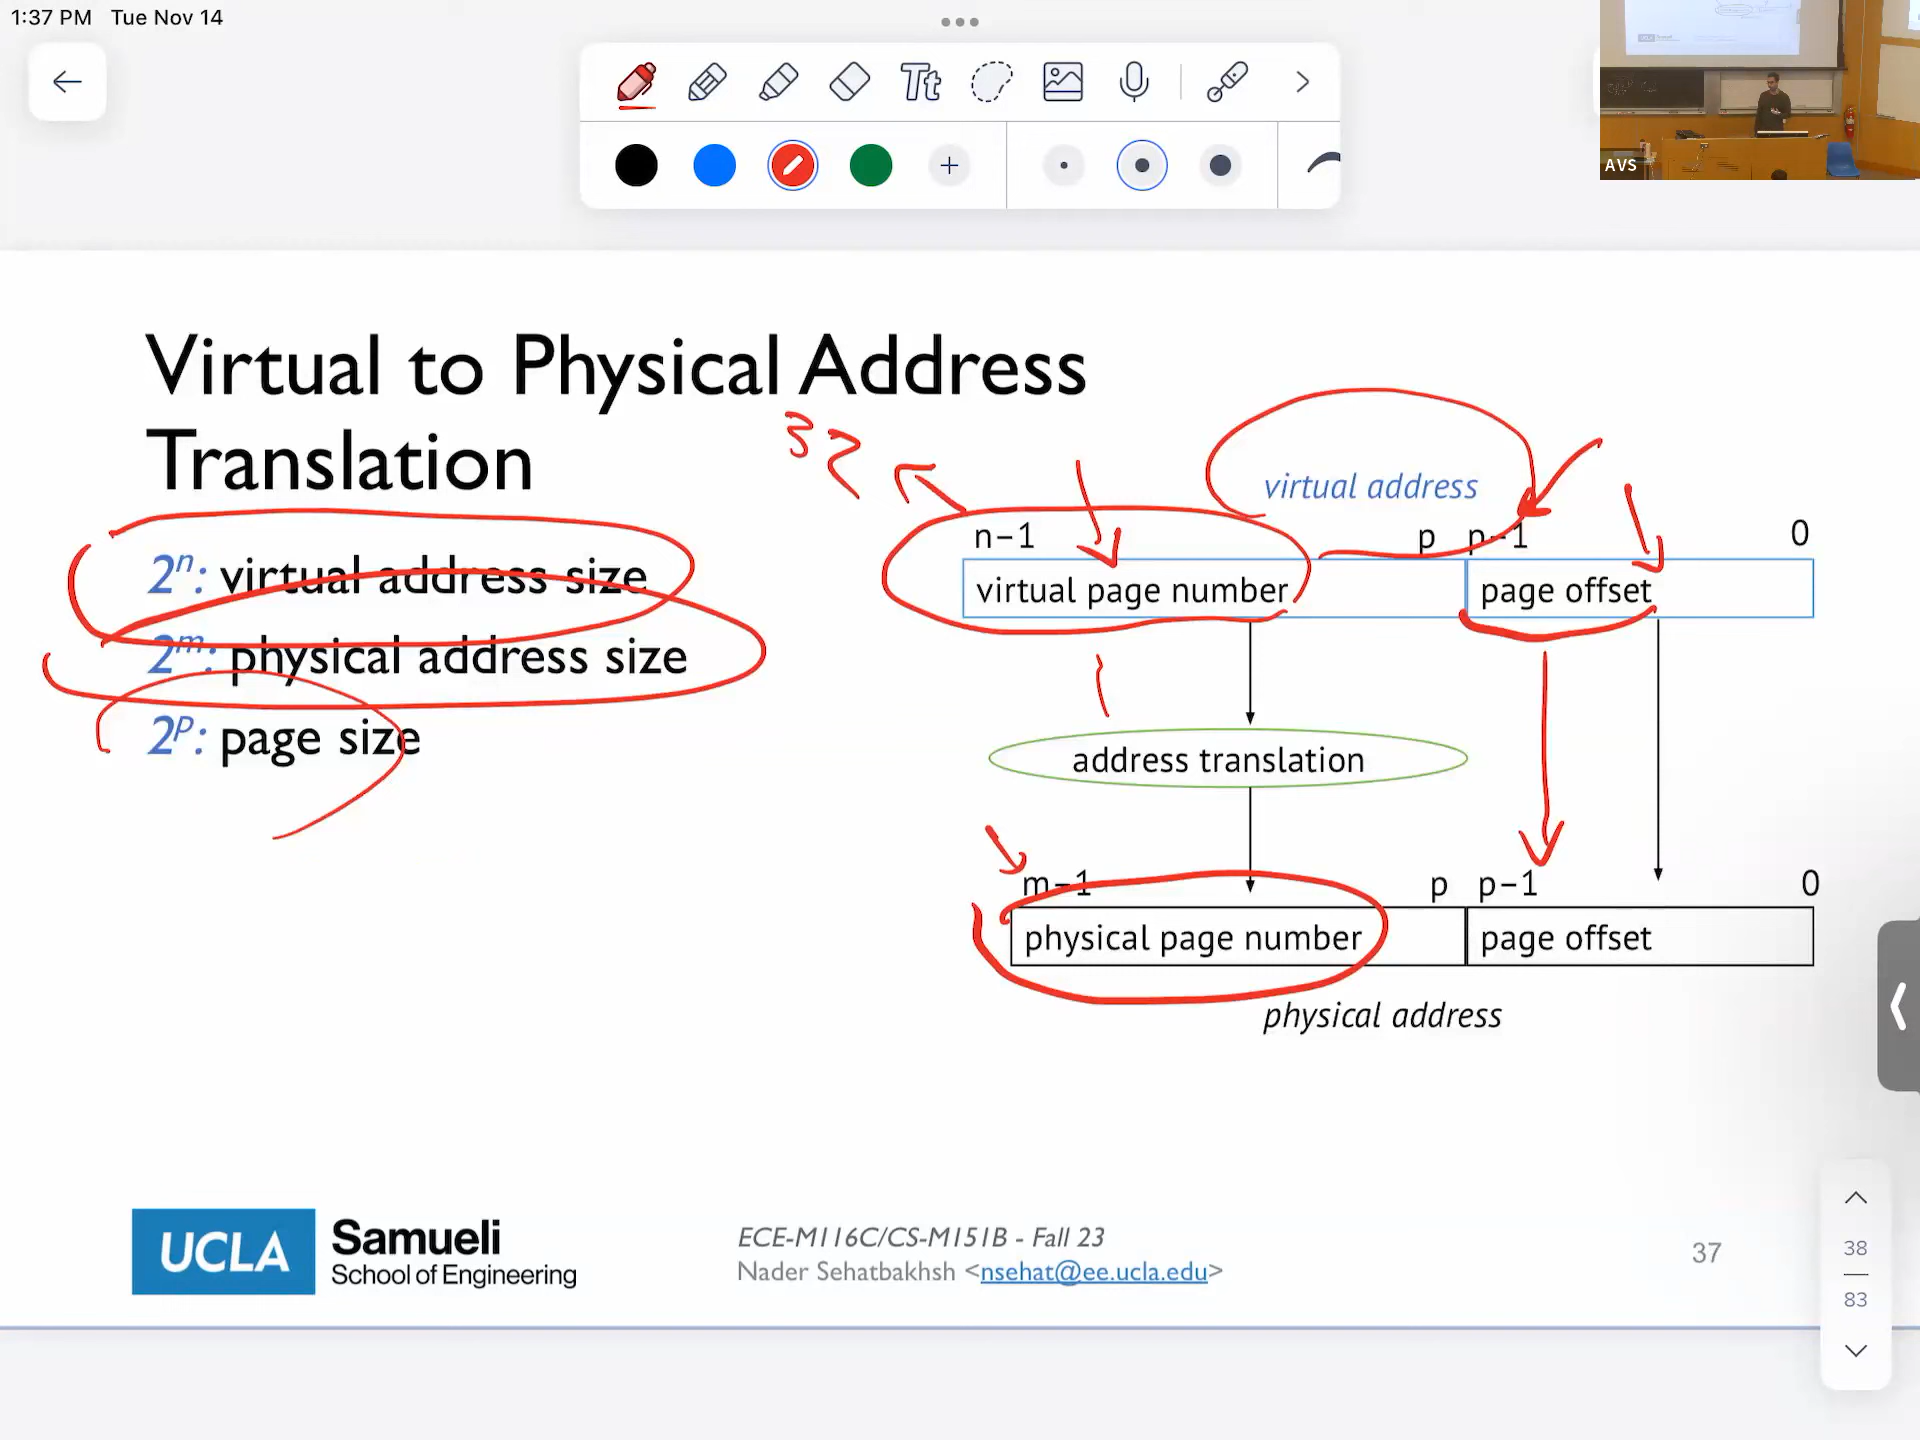 1:37 PM Tue Nov 14
Tt
AVS
Virtual to Physical Address
Translation
32
2ⁿ: virtual address size
2ᵐ: physical address size
2ᵖ: page size
virtual address
n-1 p p-1 0
virtual page number page offset
address translation
m-1 p p-1 0
physical page number page offset
physical address
UCLA Samueli
School of Engineering
ECE-M116C/CS-M151B - Fall 23
Nader Sehatbakhsh <nsehat@ee.ucla.edu>
37
38
83